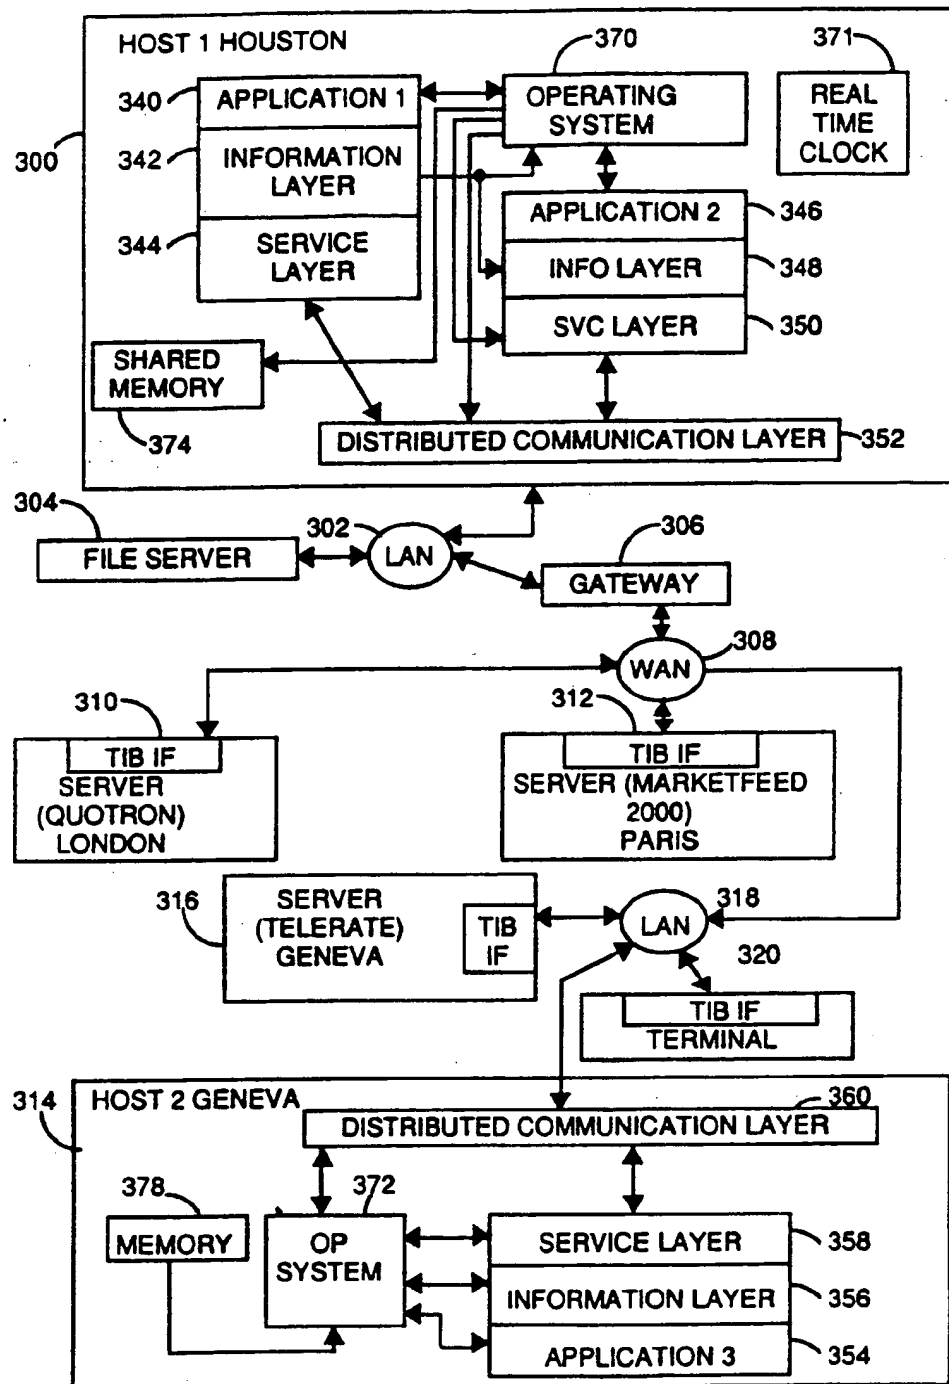 HOST 1 HOUSTON
370
371
340
APPLICATION 1
OPERATING
SYSTEM
REAL
TIME
CLOCK
300
342
INFORMATION
LAYER
344
SERVICE
LAYER
APPLICATION 2
346
INFO LAYER
348
SVC LAYER
350
SHARED
MEMORY
374
DISTRIBUTED COMMUNICATION LAYER
352
304
302
306
FILE SERVER
LAN
GATEWAY
308
WAN
310
312
TIB IF
SERVER
(QUOTRON)
LONDON
TIB IF
SERVER (MARKETFEED
2000)
PARIS
316
SERVER
(TELERATE)
GENEVA
TIB
IF
318
LAN
320
TIB IF
TERMINAL
314
HOST 2 GENEVA
360
DISTRIBUTED COMMUNICATION LAYER
378
372
MEMORY
OP
SYSTEM
SERVICE LAYER
358
INFORMATION LAYER
356
APPLICATION 3
354